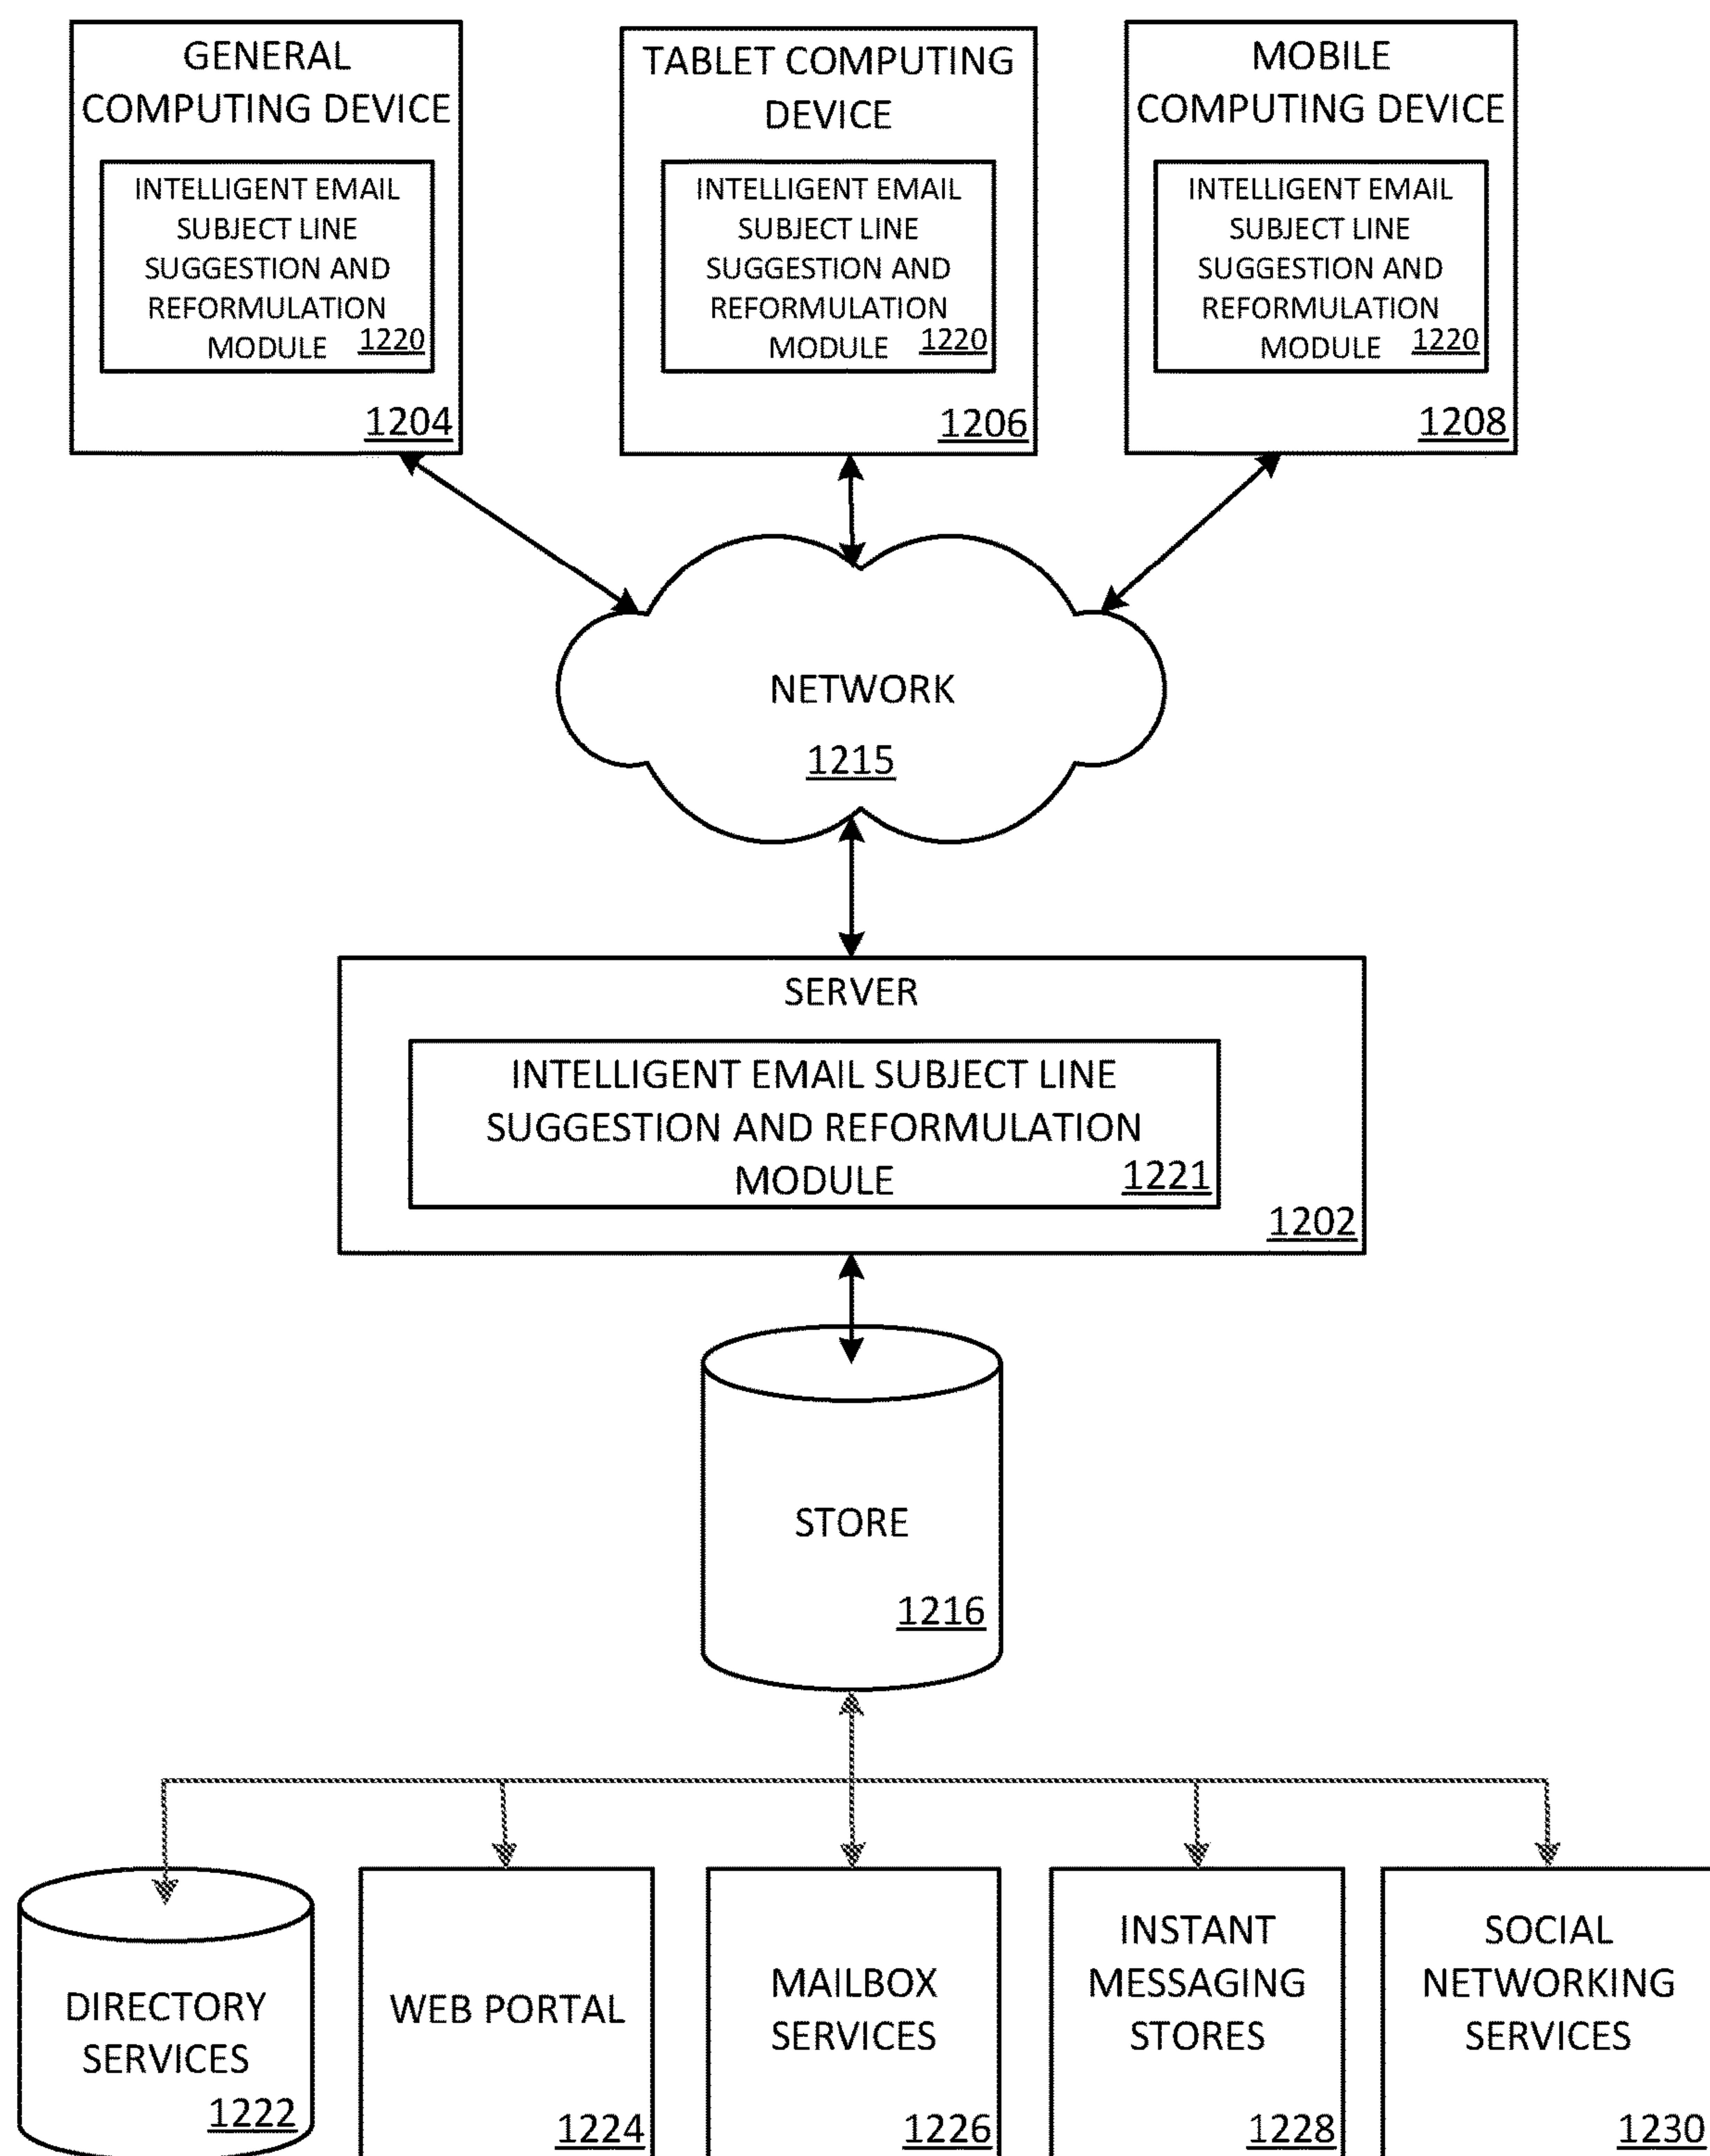 GENERAL
COMPUTING DEVICE
INTELLIGENT EMAIL
SUBJECT LINE
SUGGESTION AND
REFORMULATION
MODULE 1220
1204
TABLET COMPUTING
DEVICE
INTELLIGENT EMAIL
SUBJECT LINE
SUGGESTION AND
REFORMULATION
MODULE 1220
1206
MOBILE
COMPUTING DEVICE
INTELLIGENT EMAIL
SUBJECT LINE
SUGGESTION AND
REFORMULATION
MODULE 1220
1208
NETWORK
1215
SERVER
INTELLIGENT EMAIL SUBJECT LINE
SUGGESTION AND REFORMULATION
MODULE 1221
1202
STORE
1216
DIRECTORY
SERVICES
1222
WEB PORTAL
1224
MAILBOX
SERVICES
1226
INSTANT
MESSAGING
STORES
1228
SOCIAL
NETWORKING
SERVICES
1230